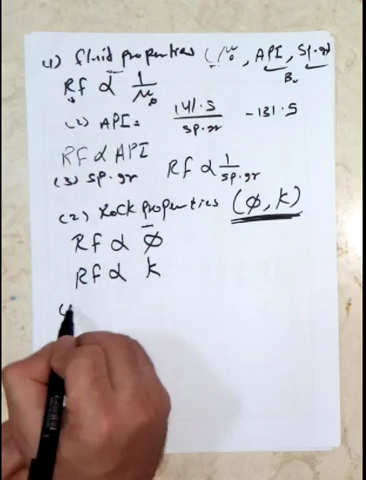 (1) fluid properties (μo, API, Sp.gr
Bo
Rf ∝ 1/μo
(2) API = 141.5/sp.gr - 131.5
Rf ∝ API
(3) sp.gr Rf ∝ 1/sp.gr
(2) Rock properties (ϕ, k)
Rf ∝ ϕ
Rf ∝ k
(